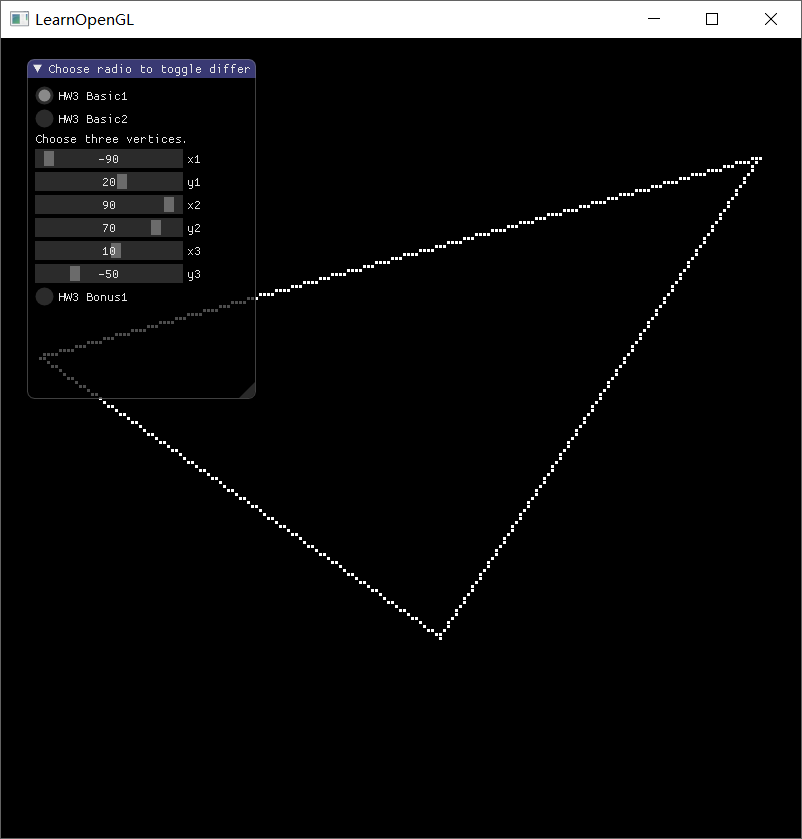 LearnOpenGL
Choose radio to toggle differ
HW3 Basic1
HW3 Basic2
Choose three vertices.
-90 x1
20 y1
90 x2
70 y2
10 x3
-50 y3
HW3 Bonus1